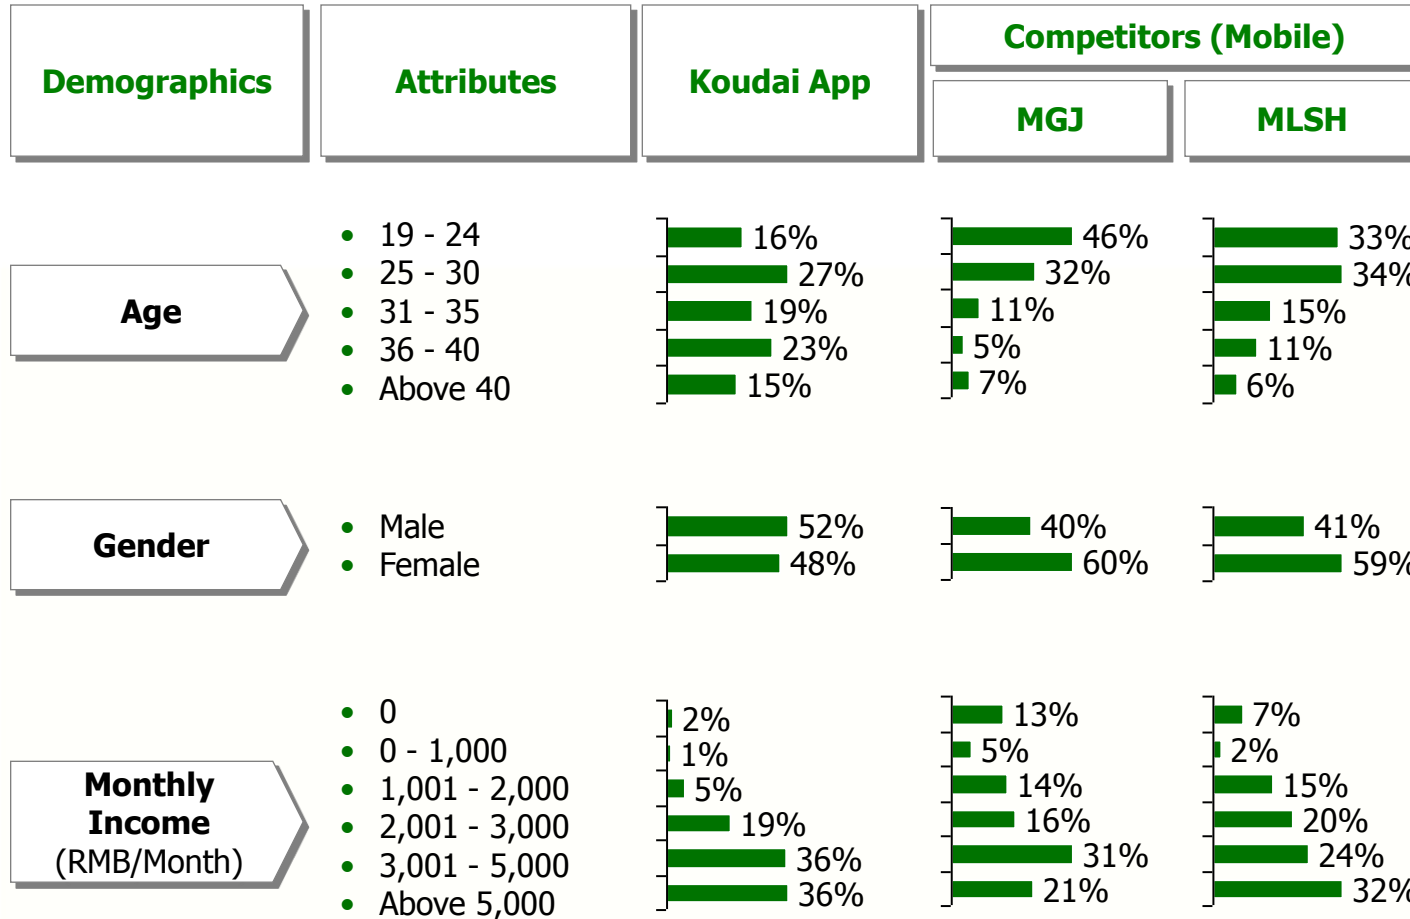 Demographics
Attributes
Koudai App
Competitors (Mobile)
MGJ
MLSH
Age
• 19 - 24
• 25 - 30
• 31 - 35
• 36 - 40
• Above 40
16%
27%
19%
23%
15%
46%
32%
11%
5%
7%
33%
34%
15%
11%
6%
Gender
• Male
• Female
52%
48%
40%
60%
41%
59%
Monthly
Income
(RMB/Month)
• 0
• 0 - 1,000
• 1,001 - 2,000
• 2,001 - 3,000
• 3,001 - 5,000
• Above 5,000
2%
1%
5%
19%
36%
36%
13%
5%
14%
16%
31%
21%
7%
2%
15%
20%
24%
32%